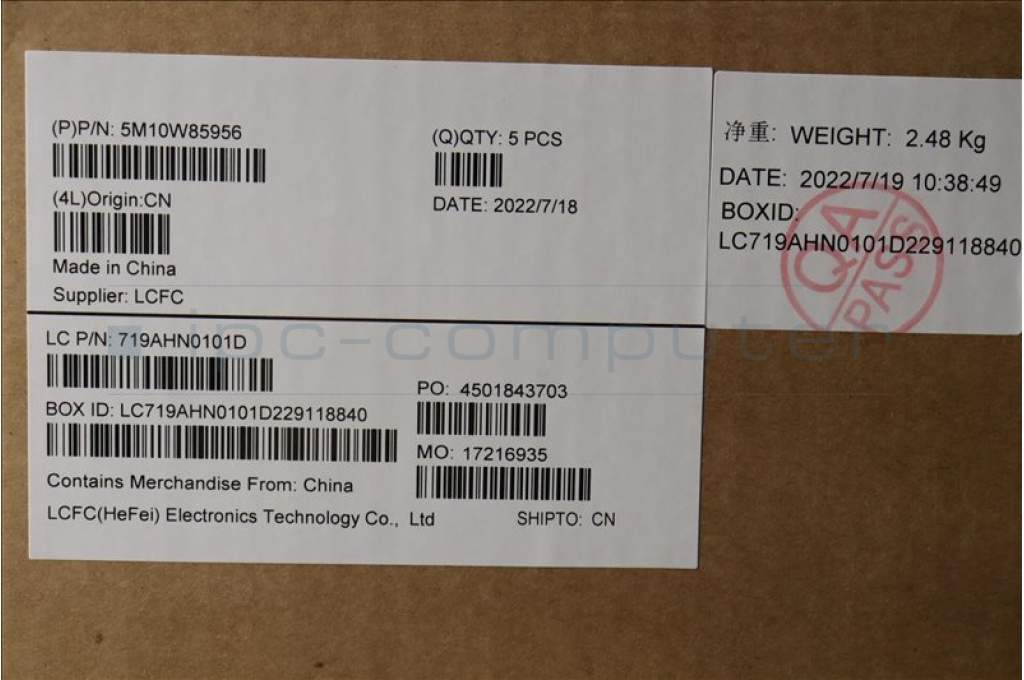 (P)P/N: 5M10W85956
(Q)QTY: 5 PCS
(4L)Origin:CN
DATE: 2022/7/18
Made in China
Supplier: LCFC
净重: WEIGHT: 2.48 Kg
DATE: 2022/7/19 10:38:49
BOXID:
LC719AHN0101D229118840
QA
PASS
ipc-computer
LC P/N: 719AHN0101D
PO: 4501843703
BOX ID: LC719AHN0101D229118840
MO: 17216935
Contains Merchandise From: China
LCFC(HeFei) Electronics Technology Co., Ltd
SHIPTO: CN